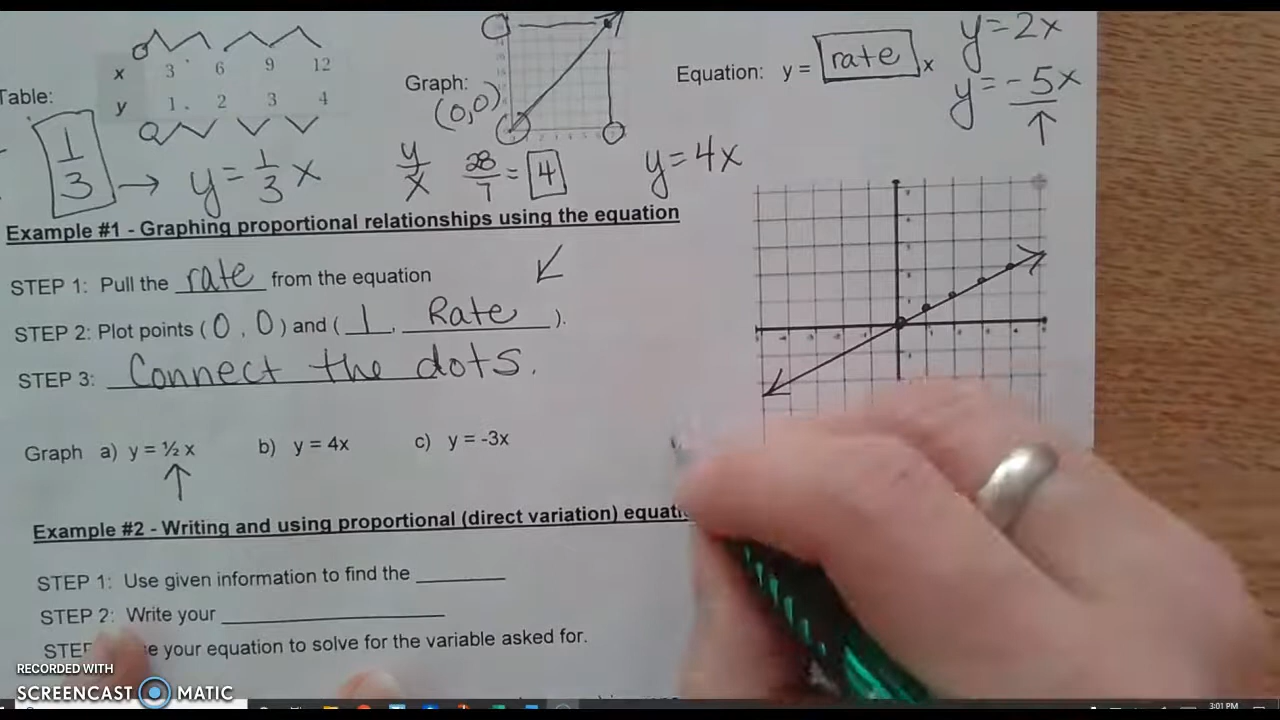 y=2x
x 3 6 9 12
Graph:
Equation: y = rate x
y=-5x
Table:
y 1 2 3 4
(0,0)
1/3 → y=1/3x
y/x 28/7=4
y=4x
Example #1 - Graphing proportional relationships using the equation
STEP 1: Pull the rate from the equation
STEP 2: Plot points (0, 0) and (1, Rate).
STEP 3: Connect the dots.
Graph a) y = ½ x b) y = 4x c) y = -3x
Example #2 - Writing and using proportional (direct variation)
STEP 1: Use given information to find the
STEP 2: Write your
your equation to solve for the variable asked for.
RECORDED WITH
SCREENCAST MATIC
3:01 PM